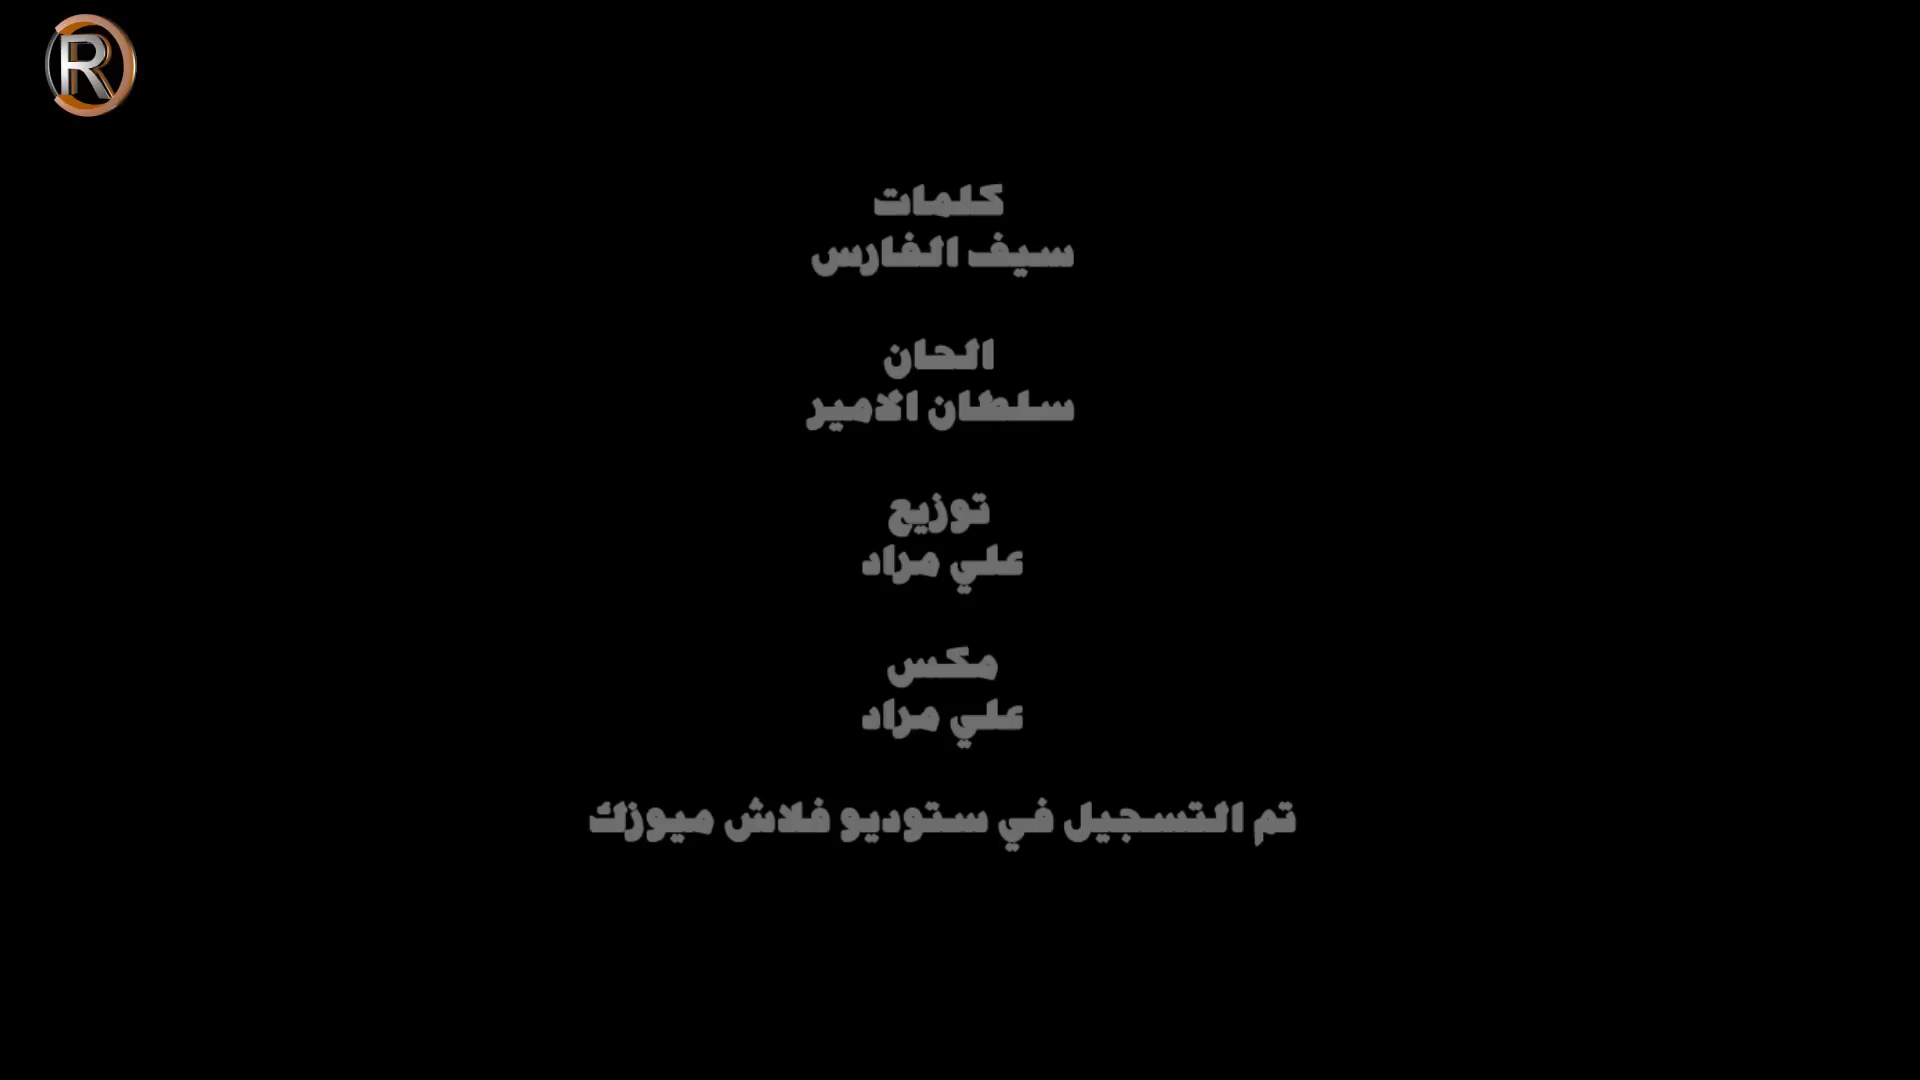 R
كلمات
سيف الفارس
الحان
سلطان الامير
توزيع
علي مراد
مكس
علي مراد
تم التسجيل في ستوديو فلاش ميوزك